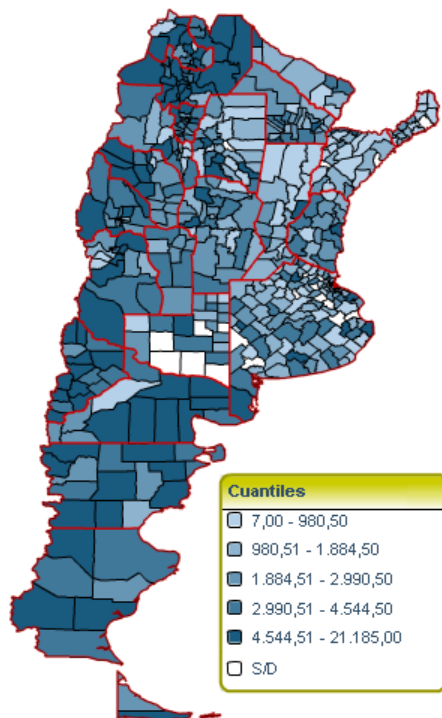 Cuantiles
7,00 - 980,50
980,51 - 1.884,50
1.884,51 - 2.990,50
2.990,51 - 4.544,50
4.544,51 - 21.185,00
S/D